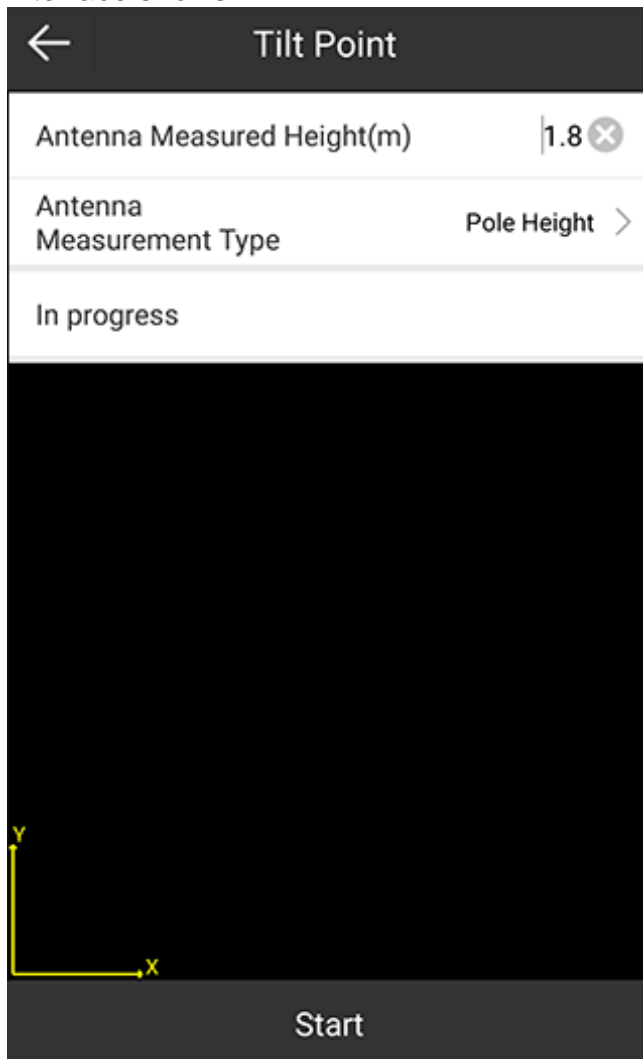 Tilt Point
Antenna Measured Height(m) 1.8
Antenna
Measurement Type Pole Height
In progress
Y
X
Start